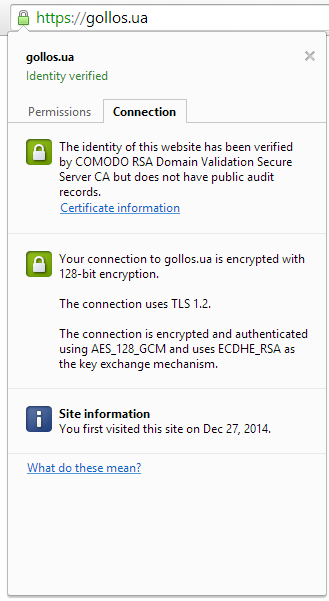 https://gollos.ua
gollos.ua
Identity verified
Permissions
Connection
The identity of this website has been verified
by COMODO RSA Domain Validation Secure
Server CA but does not have public audit
records.
Certificate information
Your connection to gollos.ua is encrypted with
128-bit encryption.
The connection uses TLS 1.2.
The connection is encrypted and authenticated
using AES_128_GCM and uses ECDHE_RSA as
the key exchange mechanism.
Site information
You first visited this site on Dec 27, 2014.
What do these mean?